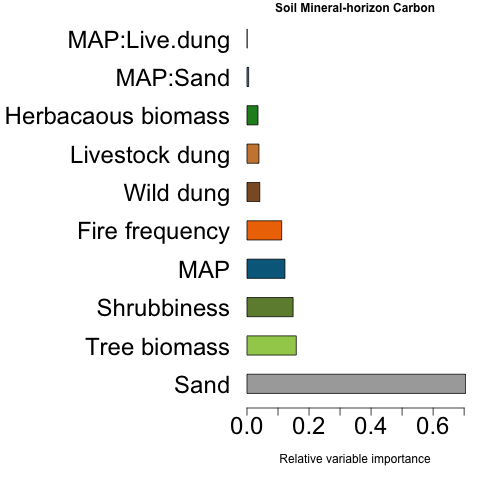 Soil Mineral-horizon Carbon
MAP:Live.dung
MAP:Sand
Herbacaous biomass
Livestock dung
Wild dung
Fire frequency
MAP
Shrubbiness
Tree biomass
Sand
0.0 0.2 0.4 0.6
Relative variable importance